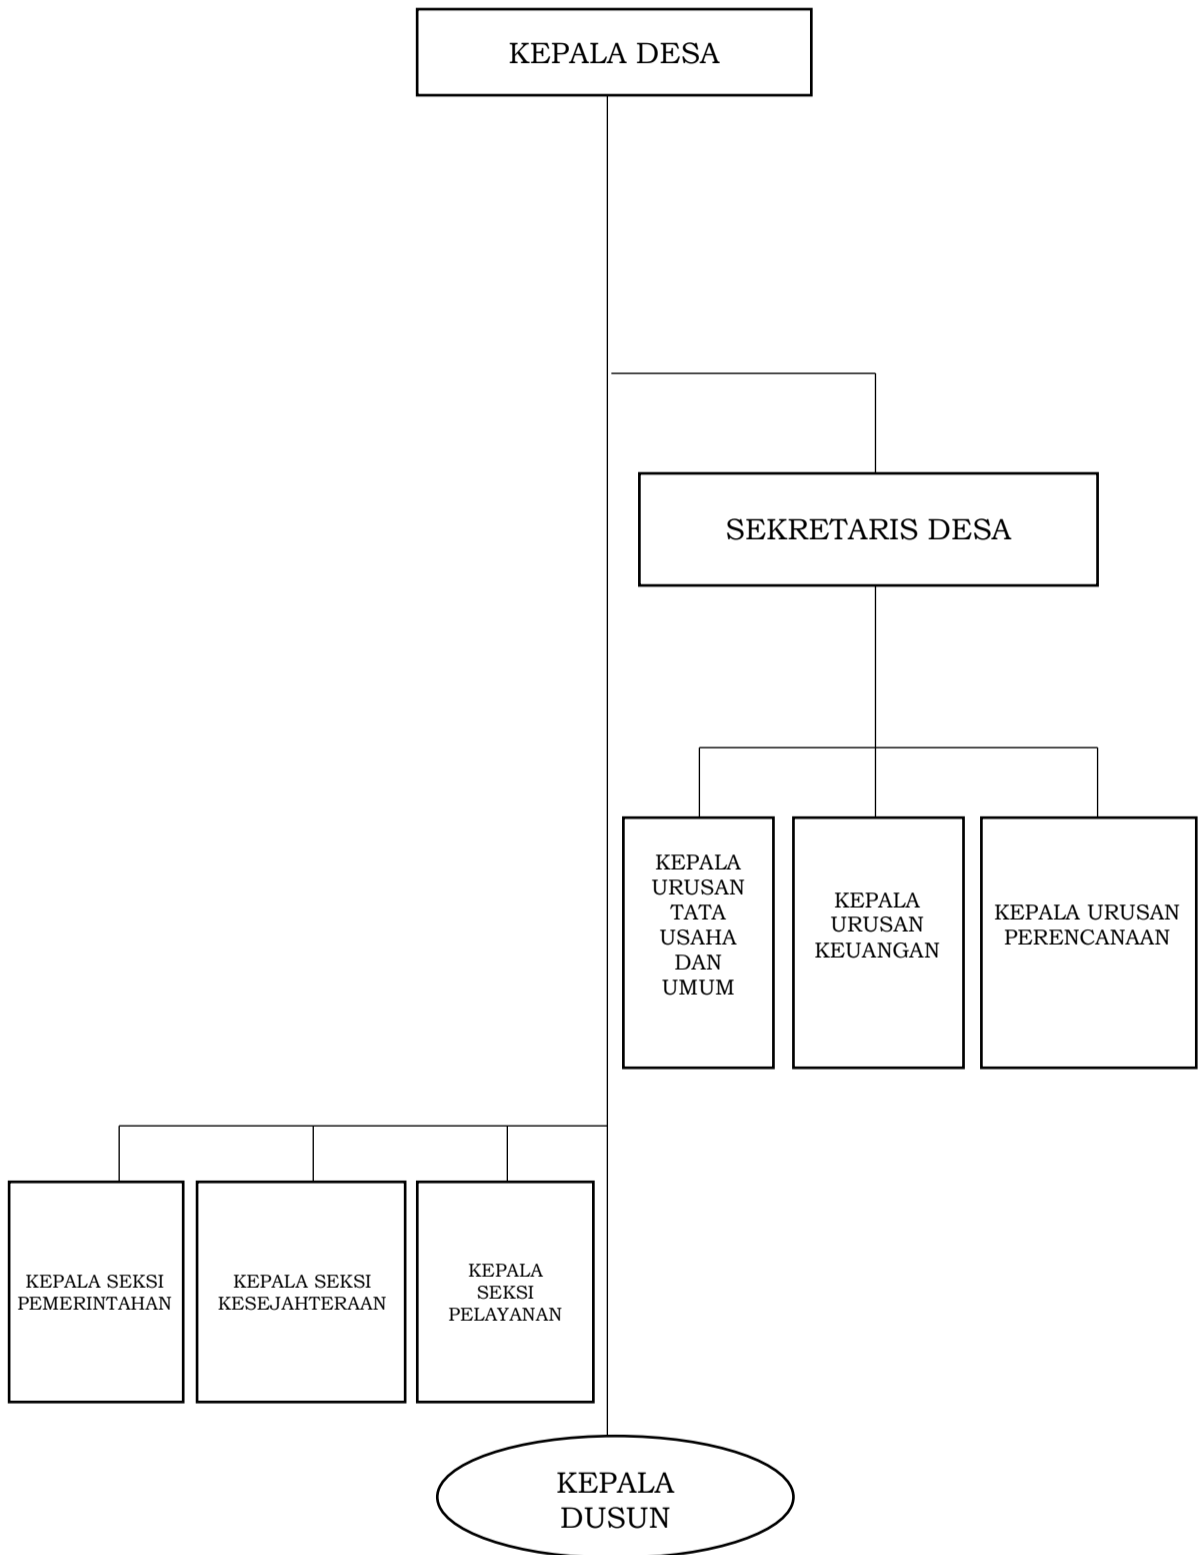 KEPALA DESA
SEKRETARIS DESA
KEPALA
URUSAN
TATA
USAHA
DAN
UMUM
KEPALA
URUSAN
KEUANGAN
KEPALA URUSAN
PERENCANAAN
KEPALA SEKSI
PEMERINTAHAN
KEPALA SEKSI
KESEJAHTERAAN
KEPALA
SEKSI
PELAYANAN
KEPALA
DUSUN